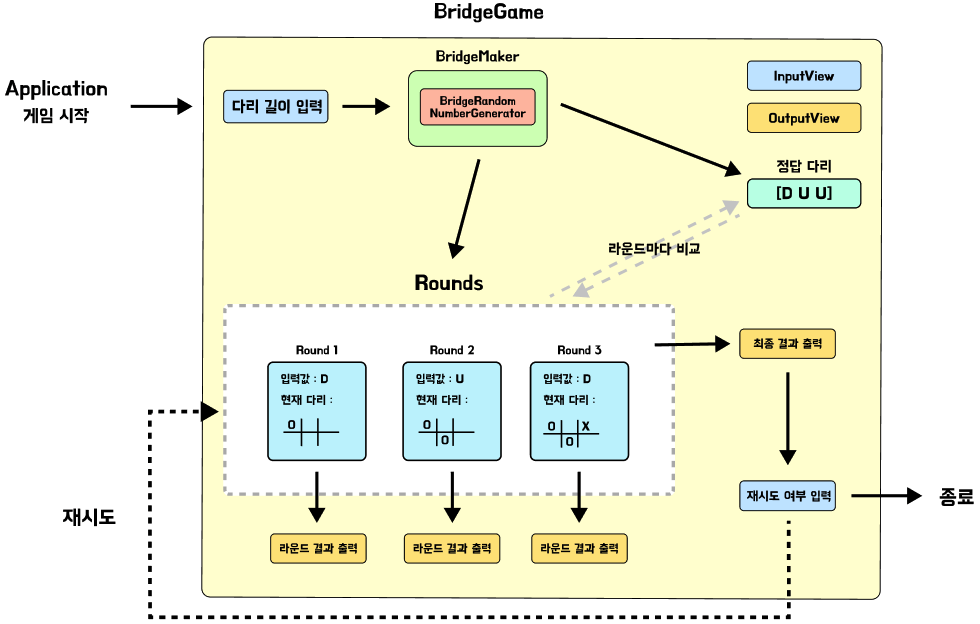 BridgeGame
Application
게임 시작
다리 길이 입력
BridgeMaker
BridgeRandom
NumberGenerator
InputView
OutputView
정답 다리
[D U U]
라운드마다 비교
Rounds
Round 1
입력값 : D
현재 다리 :
O
Round 2
입력값 : U
현재 다리 :
O
O
Round 3
입력값 : D
현재 다리 :
O X
O
최종 결과 출력
라운드 결과 출력
라운드 결과 출력
라운드 결과 출력
재시도 여부 입력
종료
재시도